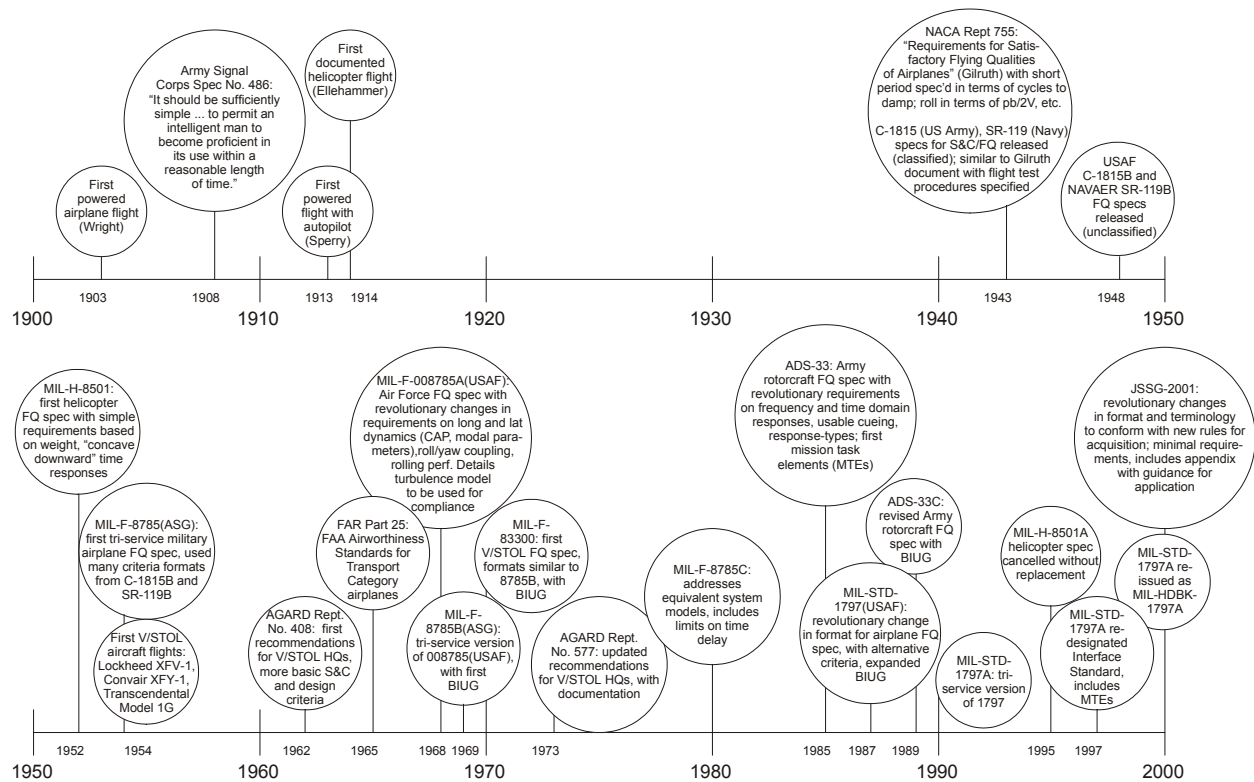 First
powered
airplane flight
(Wright)
Army Signal
Corps Spec No. 486:
“It should be sufficiently
simple ... to permit an
intelligent man to
become proficient in
its use within a
reasonable length
of time.”
First
powered
flight with
autopilot
(Sperry)
First
documented
helicopter flight
(Ellehammer)
NACA Rept 755:
“Requirements for Satis-
factory Flying Qualities
of Airplanes” (Gilruth) with short
period spec’d in terms of cycles to
damp; roll in terms of pb/2V, etc.
C-1815 (US Army), SR-119 (Navy)
specs for S&C/FQ released
(classified); similar to Gilruth
document with flight test
procedures specified
USAF
C-1815B and
NAVAER SR-119B
FQ specs
released
(unclassified)
1903
1908
1913
1914
1943
1948
1900
1910
1920
1930
1940
1950
MIL-H-8501:
first helicopter
FQ spec with simple
requirements based
on weight, “concave
downward” time
responses
MIL-F-8785(ASG):
first tri-service military
airplane FQ spec, used
many criteria formats
from C-1815B and
SR-119B
First V/STOL
aircraft flights:
Lockheed XFV-1,
Convair XFY-1,
Transcendental
Model 1G
AGARD Rept.
No. 408: first
recommendations
for V/STOL HQs,
more basic S&C
and design
criteria
FAR Part 25:
FAA Airworthiness
Standards for
Transport
Category
airplanes
MIL-F-008785A(USAF):
Air Force FQ spec with
revolutionary changes in
requirements on long and lat
dynamics (CAP, modal para-
meters),roll/yaw coupling,
rolling perf. Details
turbulence model
to be used for
compliance
MIL-F-
8785B(ASG):
tri-service version
of 008785(USAF),
with first
BIUG
MIL-F-
83300: first
V/STOL FQ spec,
formats similar to
8785B, with
BIUG
AGARD Rept.
No. 577: updated
recommendations
for V/STOL HQs, with
documentation
MIL-F-8785C:
addresses
equivalent system
models, includes
limits on time
delay
ADS-33: Army
rotorcraft FQ spec with
revolutionary requirements
on frequency and time domain
responses, usable cueing,
response-types; first
mission task
elements (MTEs)
MIL-STD-
1797(USAF):
revolutionary change
in format for airplane FQ
spec, with alternative
criteria, expanded
BIUG
ADS-33C:
revised Army
rotorcraft FQ
spec with
BIUG
MIL-STD-
1797A: tri-
service version
of 1797
MIL-H-8501A
helicopter spec
cancelled without
replacement
MIL-STD-
1797A re-
designated
Interface
Standard,
includes
MTEs
JSSG-2001:
revolutionary changes
in format and terminology
to conform with new rules for
acquisition; minimal require-
ments, includes appendix
with guidance for
application
MIL-STD-
1797A re-
issued as
MIL-HDBK-
1797A
1952
1954
1962
1965
1968
1969
1973
1985
1987
1989
1995
1997
1950
1960
1970
1980
1990
2000